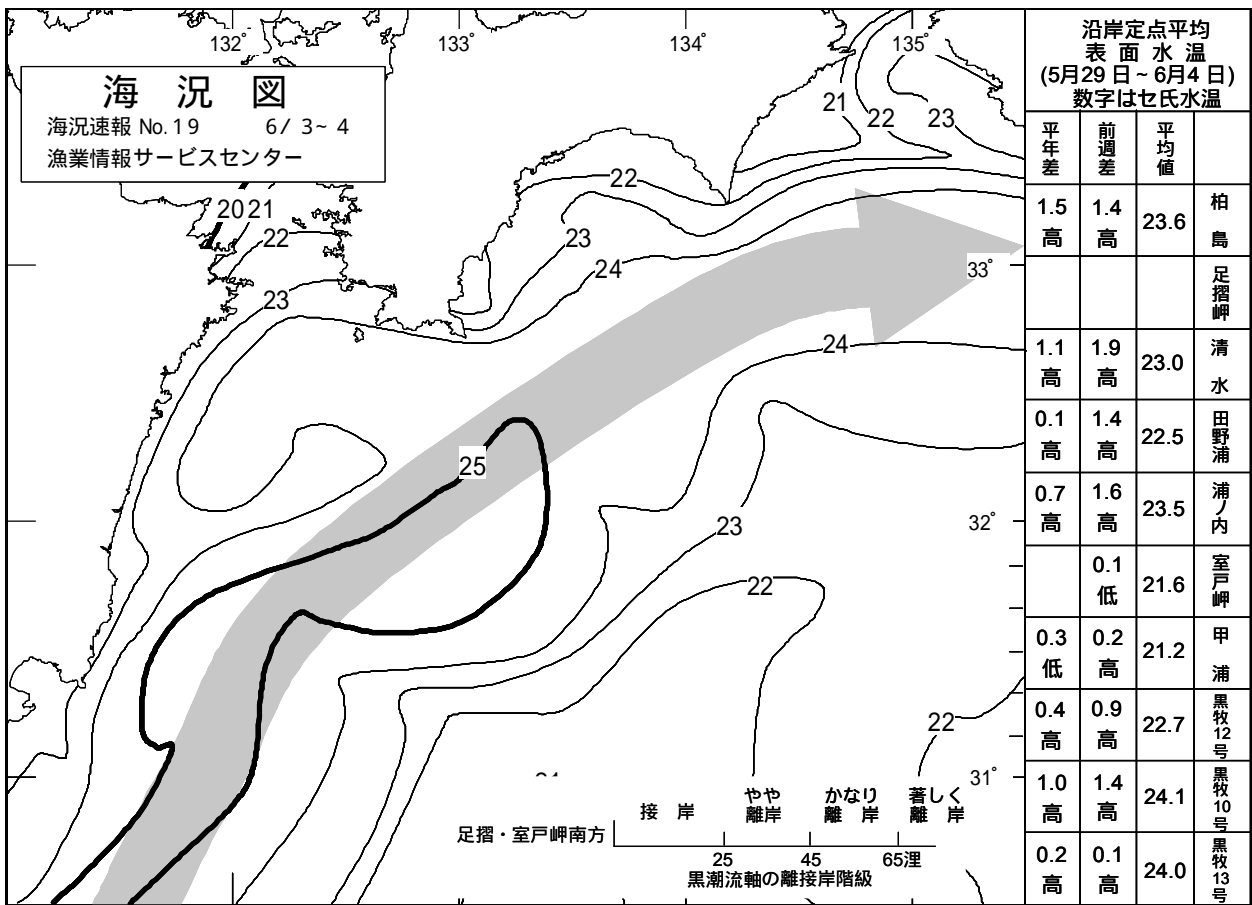 132°
133°
134°
135°
海 況 図
海況速報 No.19 6/ 3~ 4
漁業情報サービスセンター
21
22
23
22
20
21
22
23
24
33°
23
24
25
32°
23
22
22
31°
接 岸
やや離岸
かなり離 岸
著しく離 岸
足摺・室戸岬南方
25
45
65浬
黒潮流軸の離接岸階級
沿岸定点平均
表 面 水 温
(5月29 日~ 6月4 日)
数字はセ氏水温
平年差 前週差 平均値
1.5高 1.4高 23.6 柏島
足摺岬
1.1高 1.9高 23.0 清水
0.1高 1.4高 22.5 田野浦
0.7高 1.6高 23.5 浦ノ内
0.1低 21.6 室戸岬
0.3低 0.2高 21.2 甲浦
0.4高 0.9高 22.7 黒牧12号
1.0高 1.4高 24.1 黒牧10号
0.2高 0.1高 24.0 黒牧13号